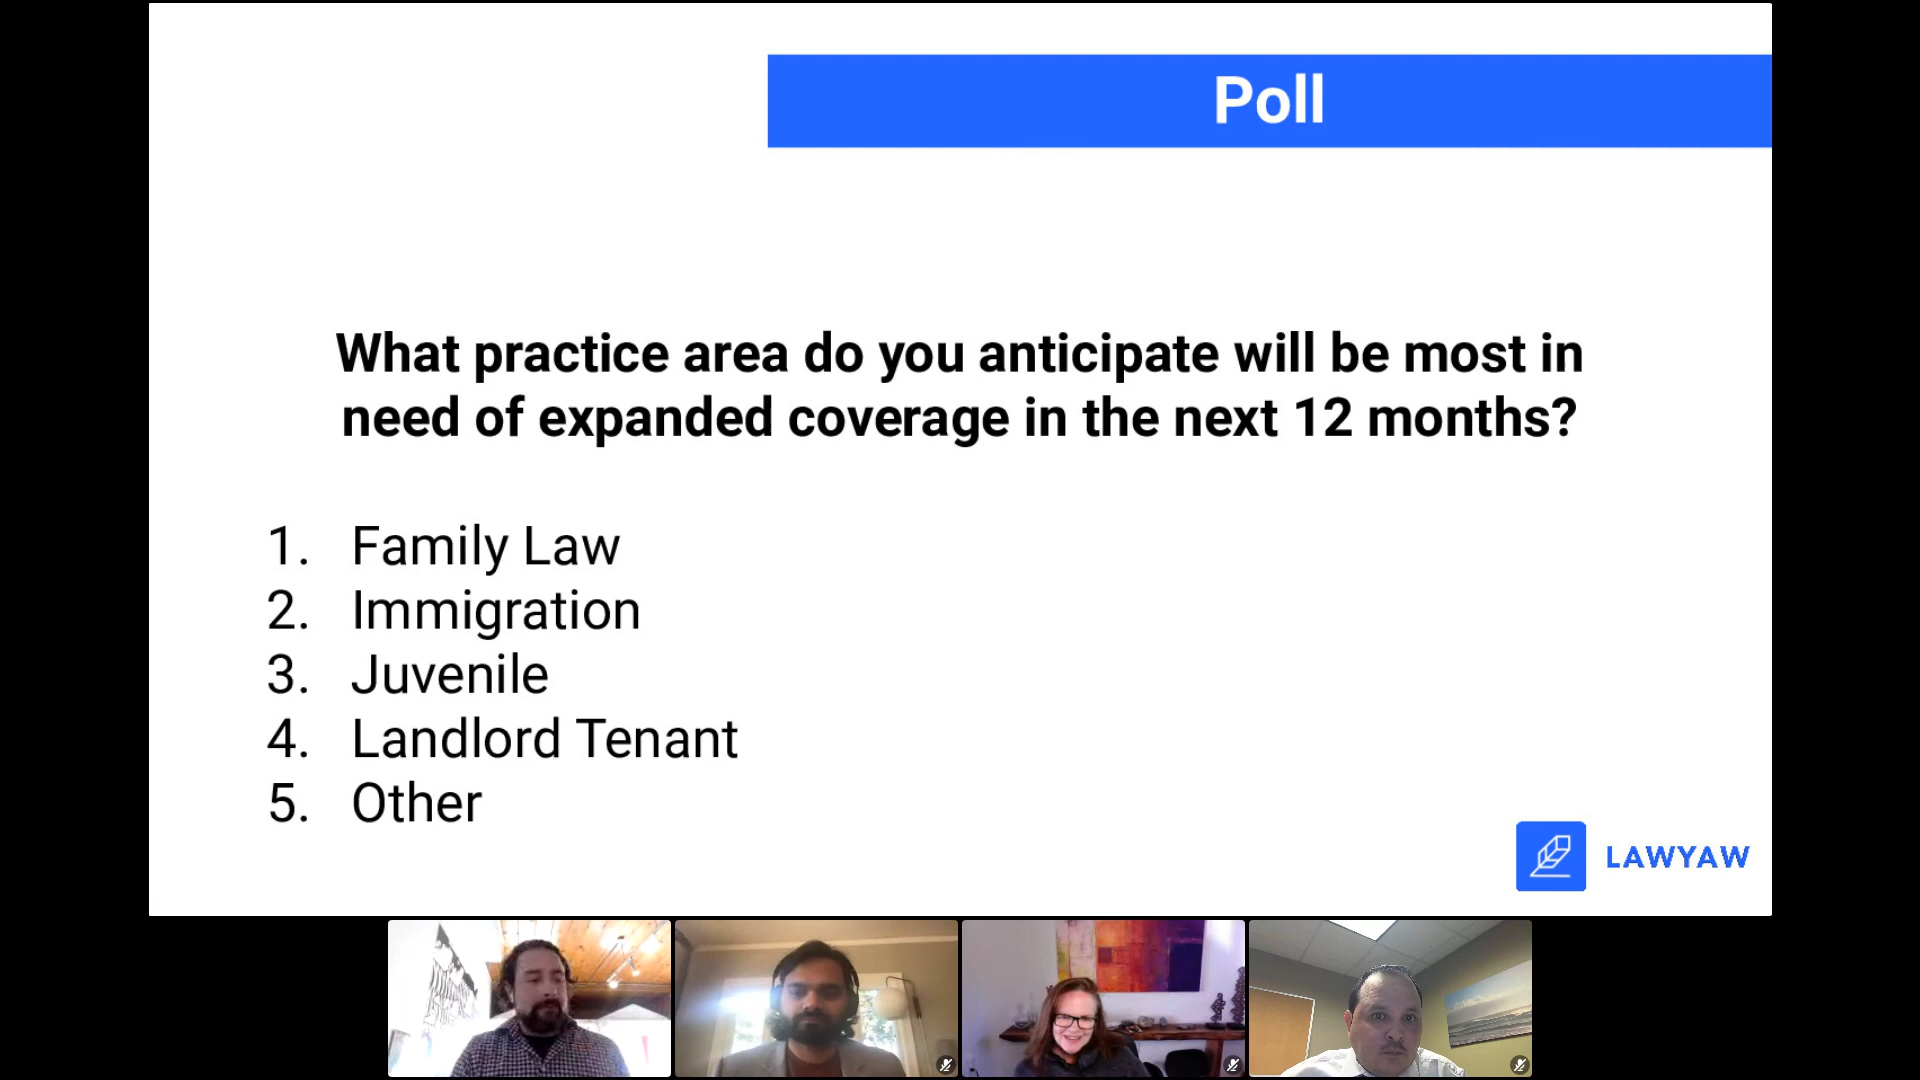 Poll
What practice area do you anticipate will be most in
need of expanded coverage in the next 12 months?
1. Family Law
2. Immigration
3. Juvenile
4. Landlord Tenant
5. Other
LAWYAW